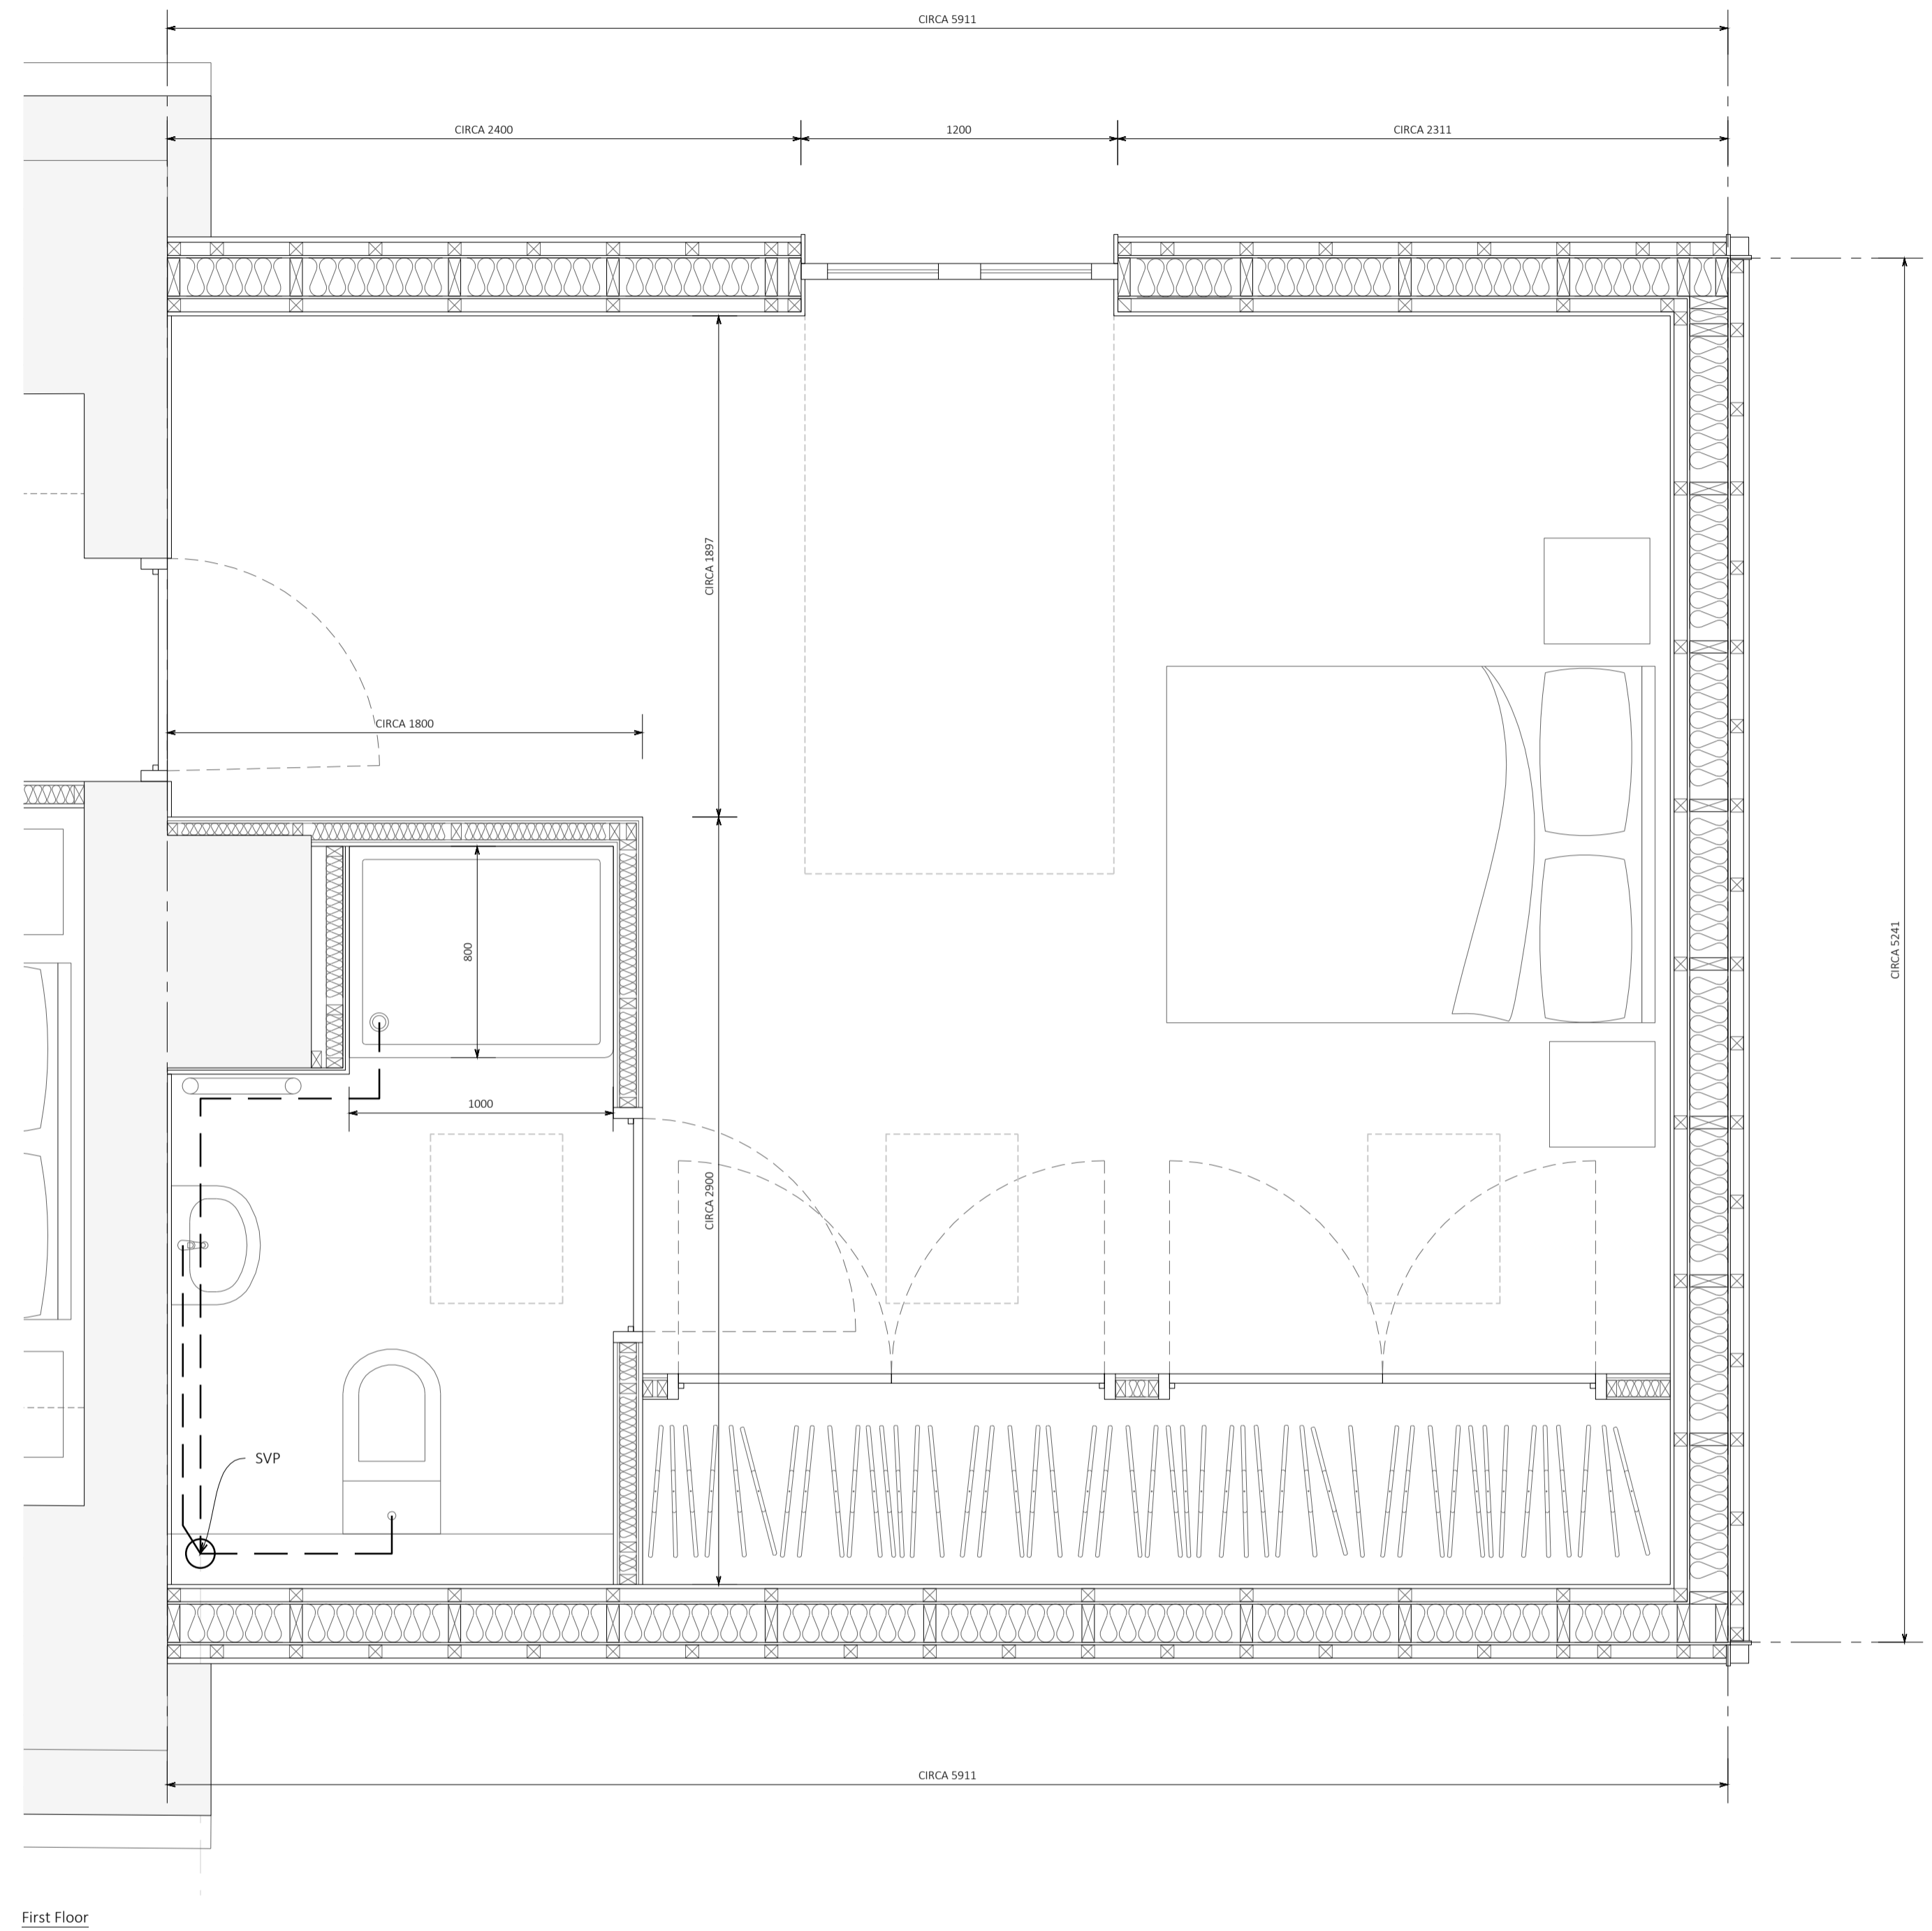 CIRCA 5911
CIRCA 2400
1200
CIRCA 2311
CIRCA 1897
CIRCA 1800
800
CIRCA 5241
1000
CIRCA 2900
SVP
CIRCA 5911
First Floor